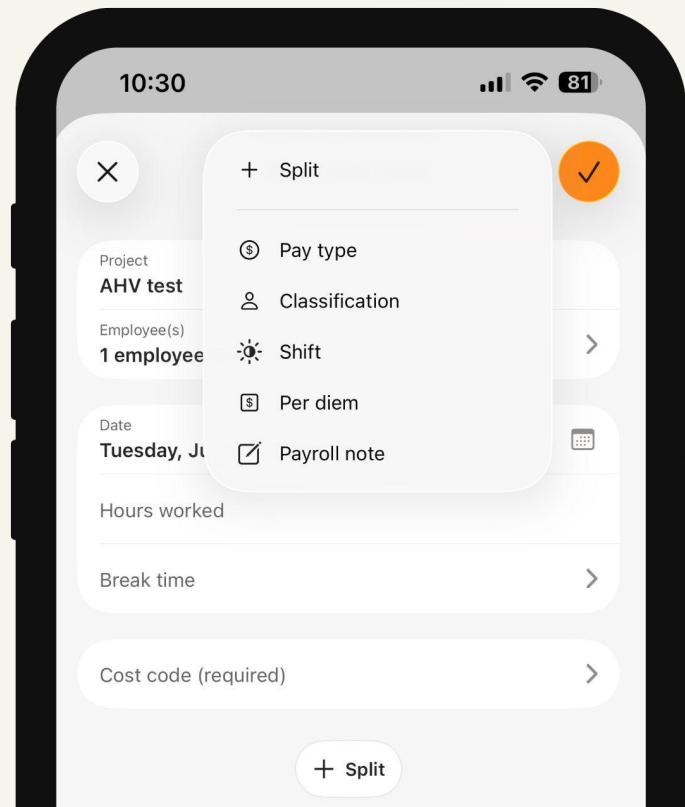 10:30
81
Split
Pay type
Classification
Shift
Per diem
Payroll note
Project
AHV test
Employee(s)
1 employee
Date
Tuesday,
Hours worked
Break time
Cost code (required)
Split